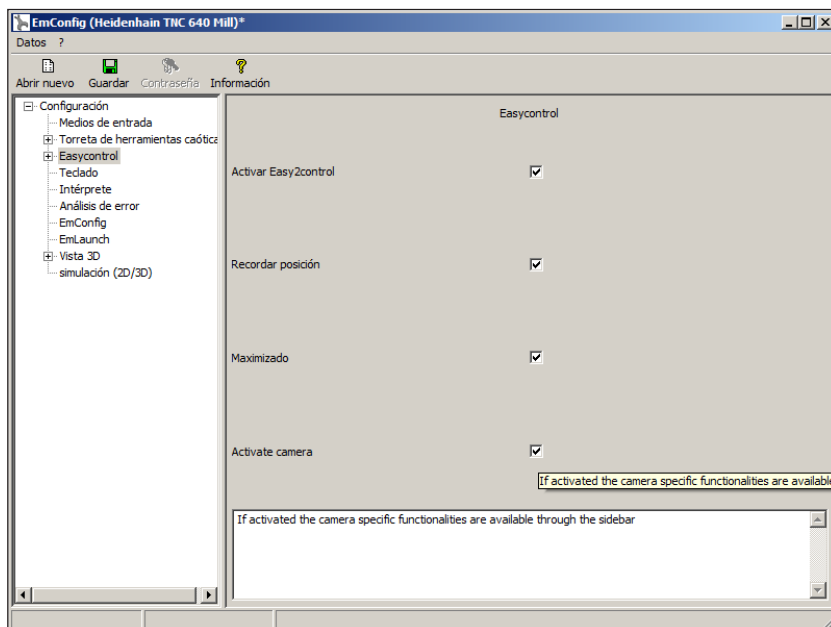 EmConfig (Heidenhain TNC 640 Mill)*
Datos ?
Abrir nuevo Guardar Contraseña Información
Configuración
Medios de entrada
Torreta de herramientas caótica
Easycontrol
Teclado
Intérprete
Análisis de error
EmConfig
EmLaunch
Vista 3D
simulación (2D/3D)
Easycontrol
Activar Easy2control
Recordar posición
Maximizado
Activate camera
If activated the camera specific functionalities are available
If activated the camera specific functionalities are available through the sidebar